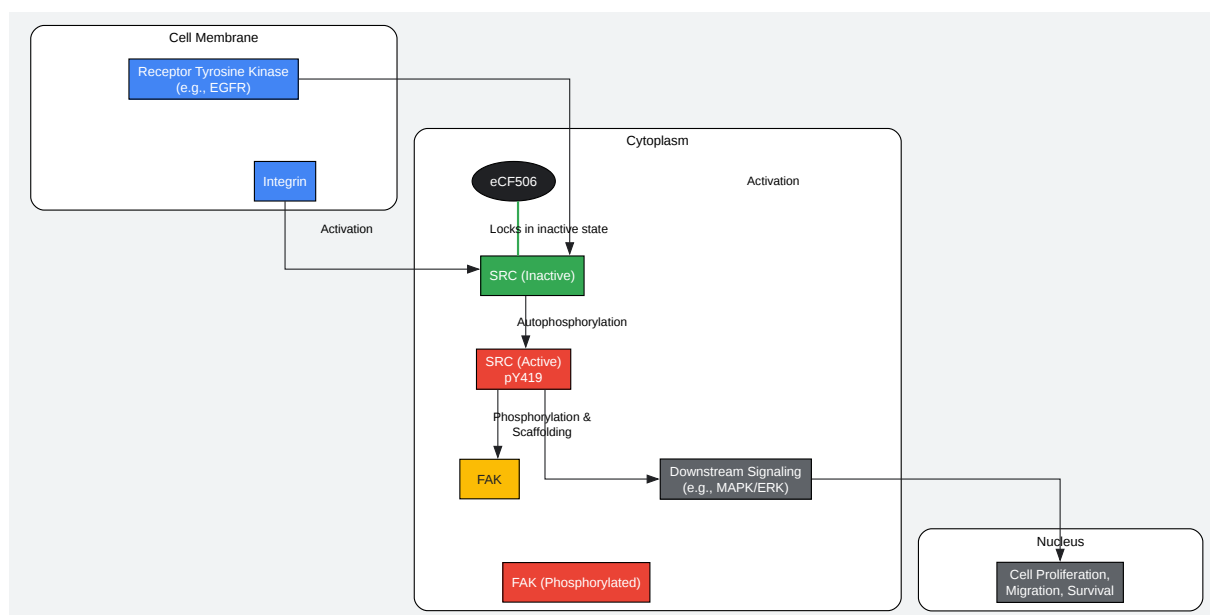 Cell Membrane
Receptor Tyrosine Kinase
(e.g., EGFR)
Integrin
Activation
Cytoplasm
eCF506
Activation
Locks in inactive state
SRC (Inactive)
Autophosphorylation
SRC (Active)
pY419
Phosphorylation &
Scaffolding
FAK
Downstream Signaling
(e.g., MAPK/ERK)
FAK (Phosphorylated)
Nucleus
Cell Proliferation,
Migration, Survival